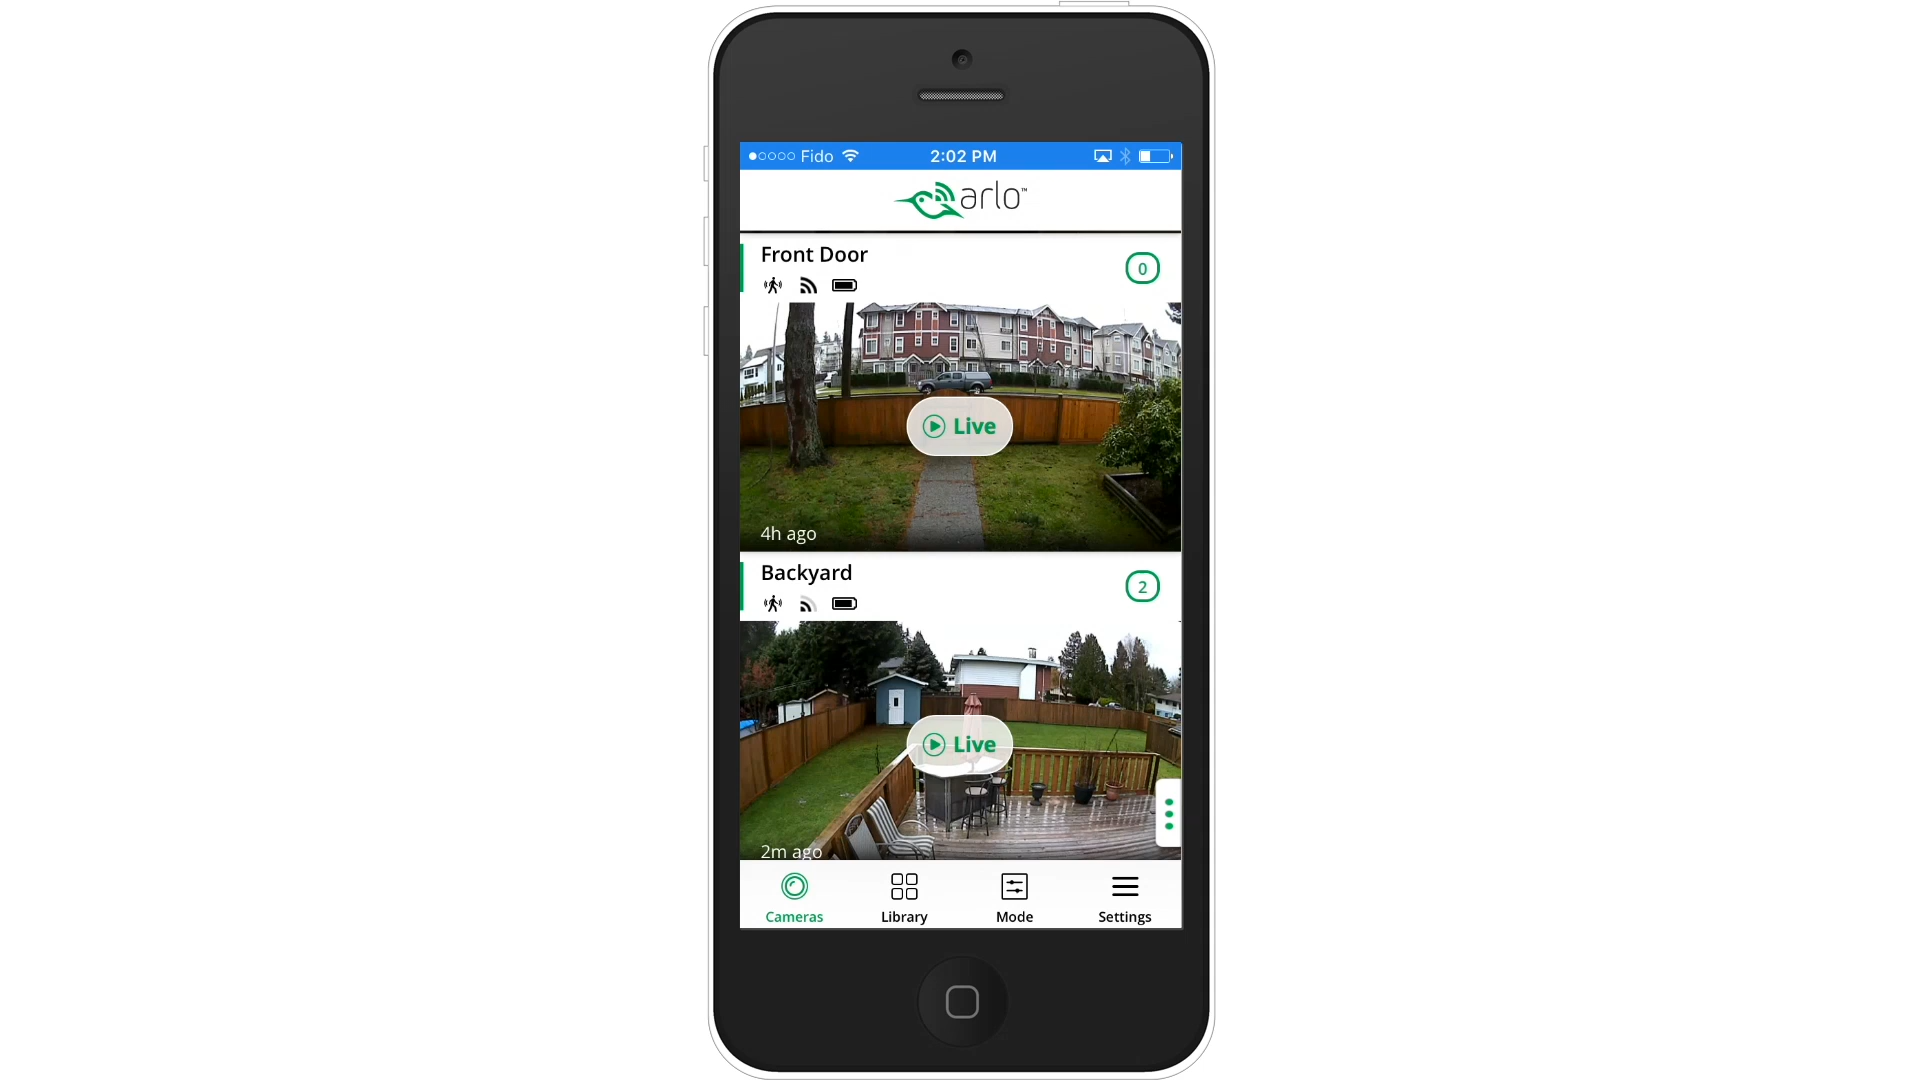 Fido 2:02 PM
arlo™
Front Door
0
Live
4h ago
Backyard
2
Live
2m ago
Cameras Library Mode Settings